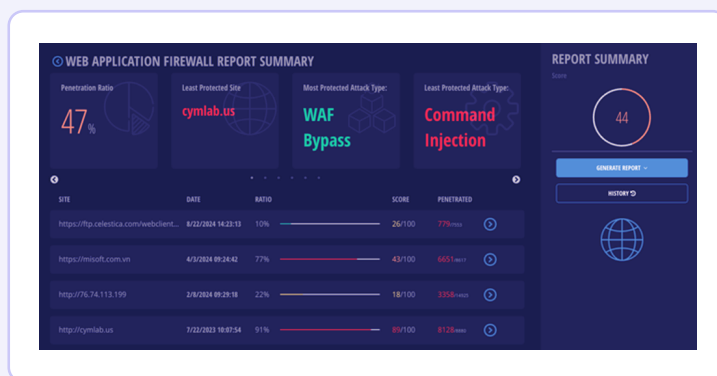 WEB APPLICATION FIREWALL REPORT SUMMARY
Penetration Ratio
47%
Least Protected Site
cymlab.us
Most Protected Attack Type:
WAF
Bypass
Least Protected Attack Type:
Command
Injection
SITE DATE RATIO SCORE PENETRATED
https://ftp.celestica.com/webclient... 8/22/2024 14:23:13 10% 26/100 779
https://misoft.com.vn 4/3/2024 09:24:42 77% 43/100 6651
http://76.74.113.199 2/8/2024 09:29:18 22% 18/100 3358
http://cymlab.us 7/22/2023 10:07:54 91% 85/100 8128
REPORT SUMMARY
Score
44
GENERATE REPORT
HISTORY